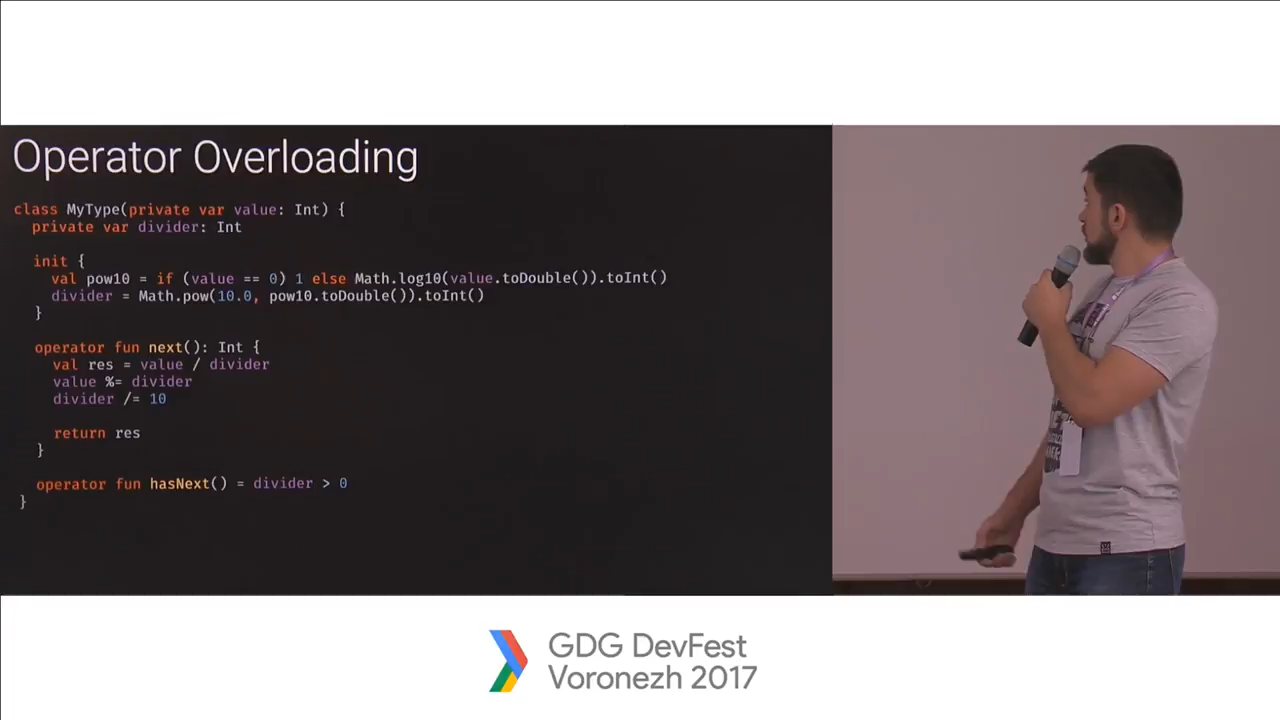 Operator Overloading
class MyType(private var value: Int) {
private var divider: Int
init {
val pow10 = if (value == 0) 1 else Math.log10(value.toDouble()).toInt()
divider = Math.pow(10.0, pow10.toDouble()).toInt()
}
operator fun next(): Int {
val res = value / divider
value %= divider
divider /= 10
return res
}
operator fun hasNext() = divider > 0
}
GDG DevFest
Voronezh 2017